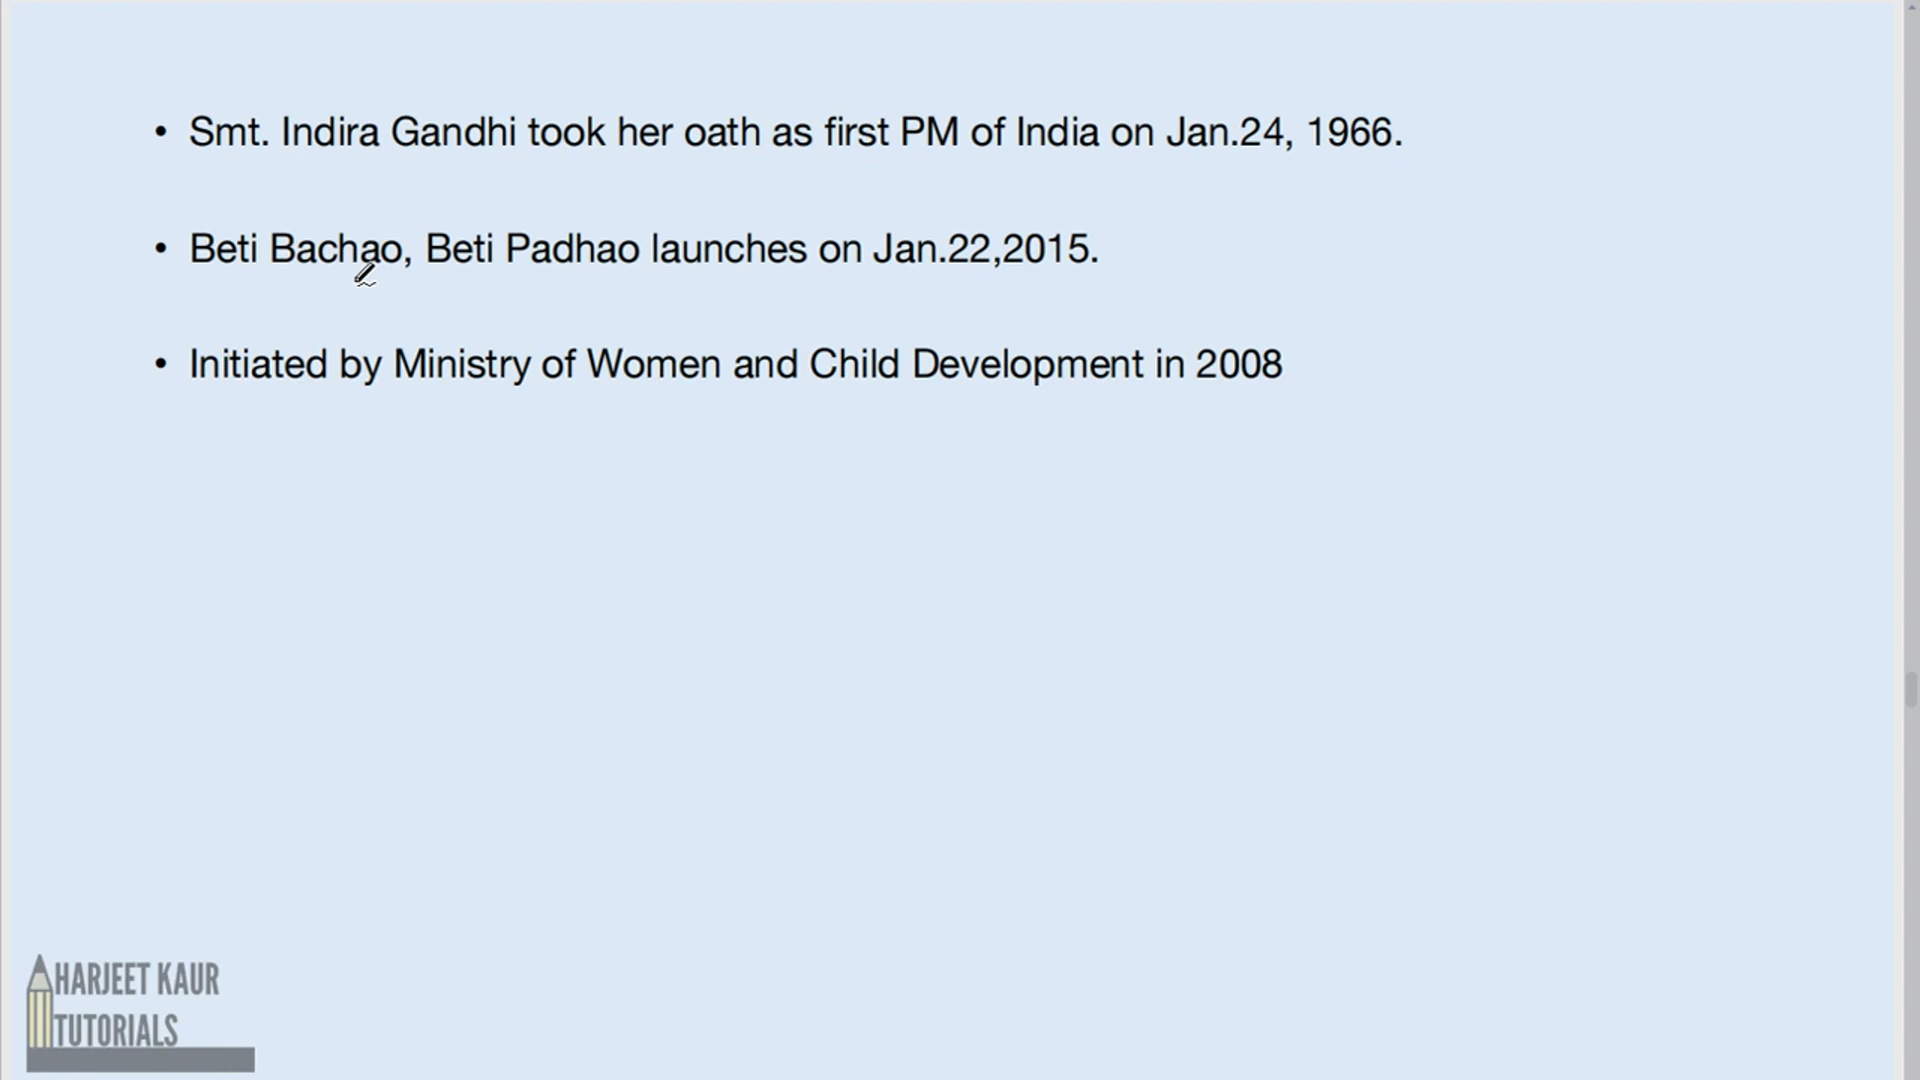 • Smt. Indira Gandhi took her oath as first PM of India on Jan.24, 1966.
• Beti Bachao, Beti Padhao launches on Jan.22,2015.
• Initiated by Ministry of Women and Child Development in 2008
HARJEET KAUR
TUTORIALS